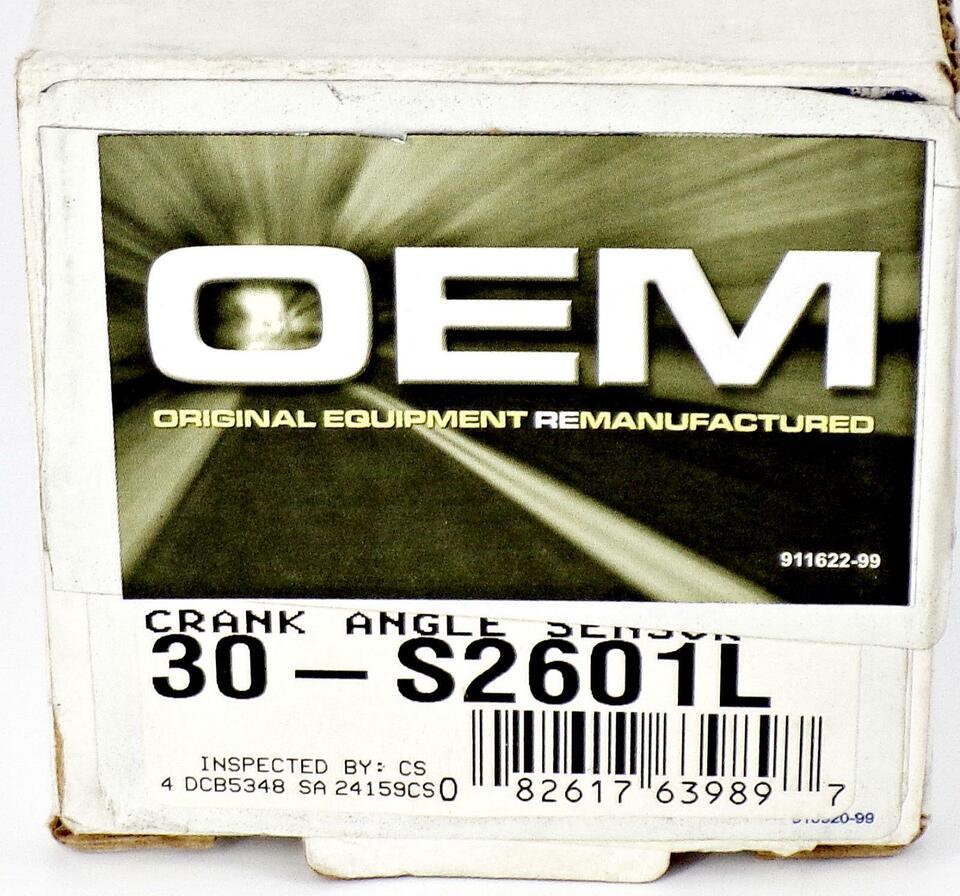 OEM
ORIGINAL EQUIPMENT REMANUFACTURED
911622-99
CRANK ANGLE SENSOR
30-S2601L
INSPECTED BY: CS
4 DCB5348 SA 24159CS
0 82617 63989 7